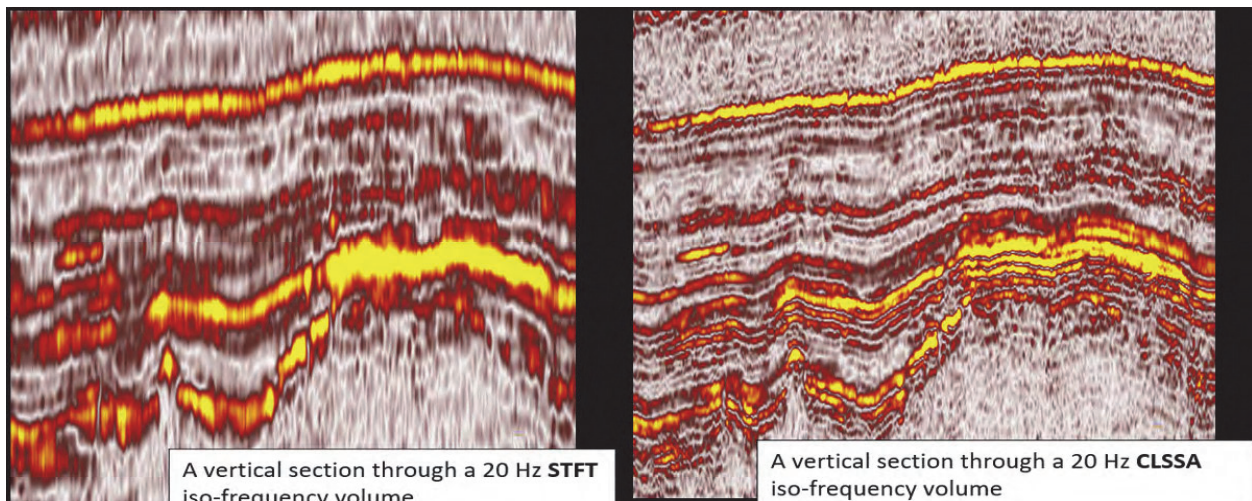 A vertical section through a 20 Hz STFT
iso-frequency volume
A vertical section through a 20 Hz CLSSA
iso-frequency volume